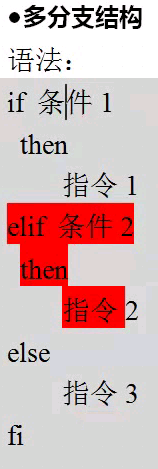 ●多分支结构
语法：
if 条件 1
then
指令 1
elif 条件 2
then
指令 2
else
指令 3
fi